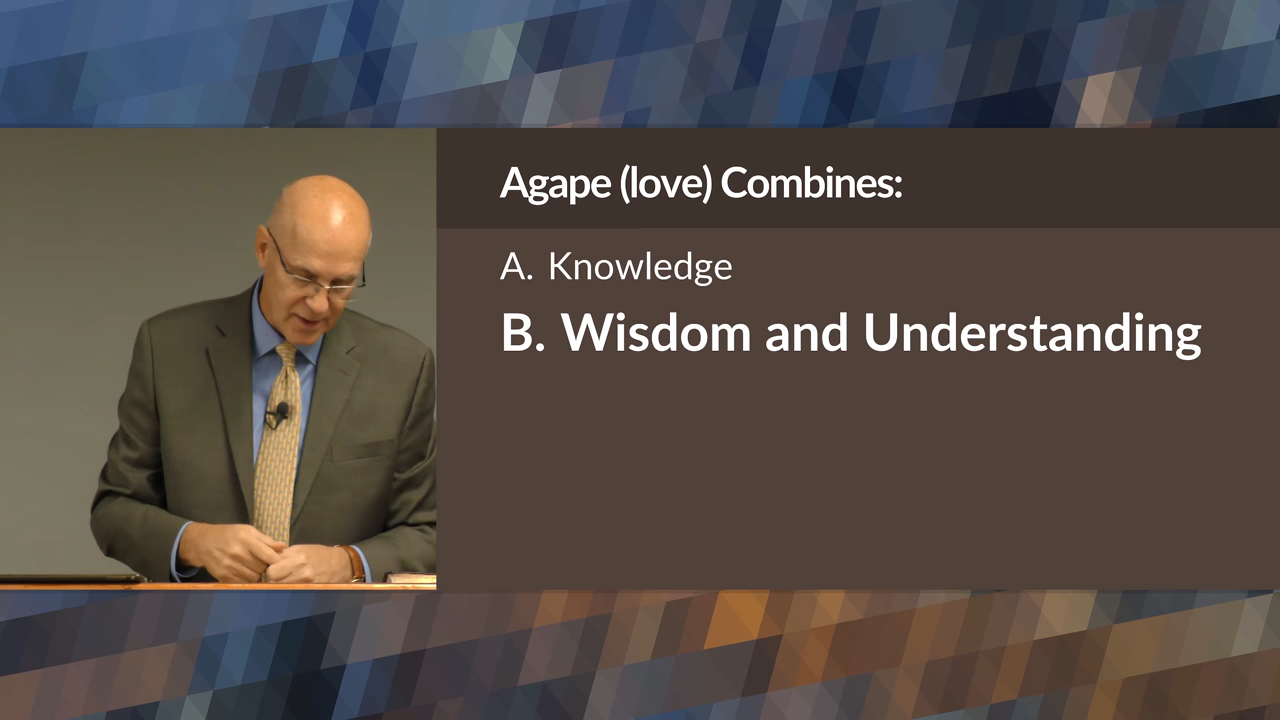 Agape (love) Combines:
A. Knowledge
B. Wisdom and Understanding